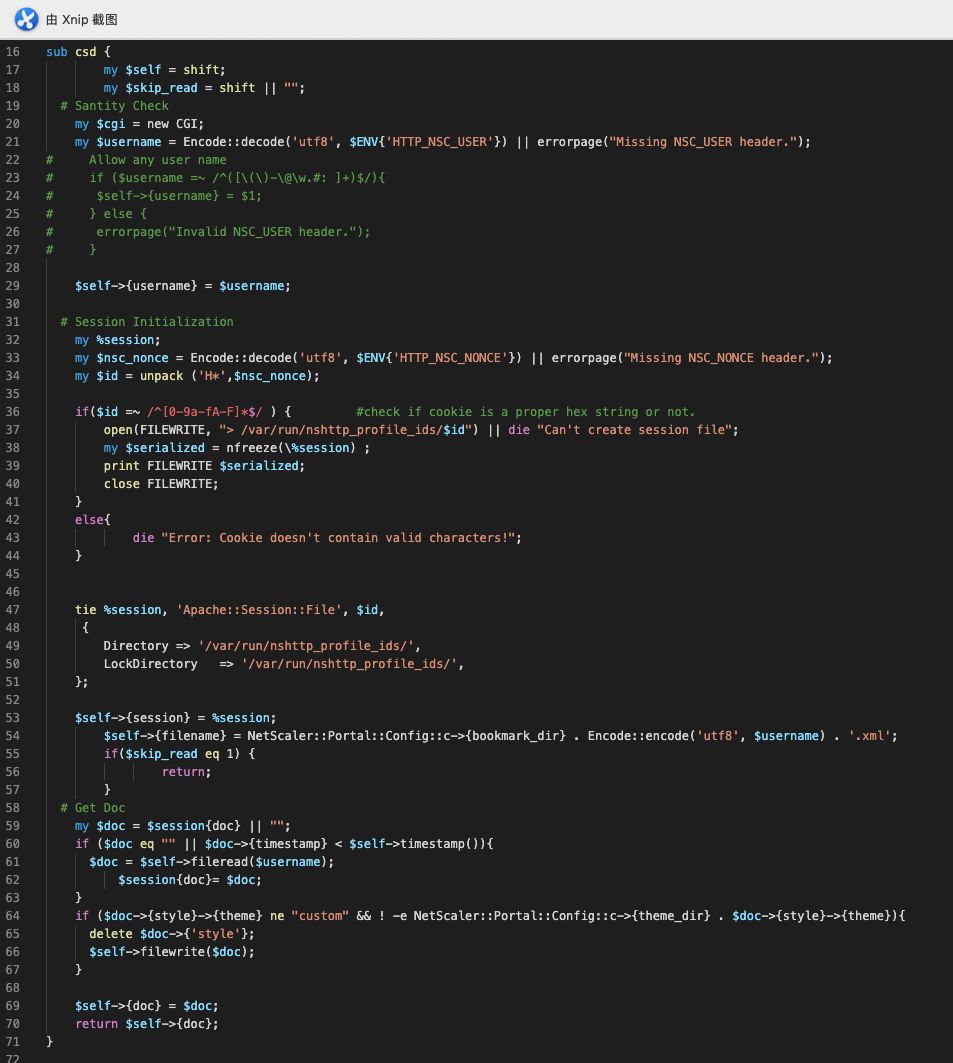 由 Xnip 截图
16 sub csd {
17 my $self = shift;
18 my $skip_read = shift || "";
19 # Santity Check
20 my $cgi = new CGI;
21 my $username = Encode::decode('utf8', $ENV{'HTTP_NSC_USER'}) || errorpage("Missing NSC_USER header.");
22 # Allow any user name
23 # if ($username =~ /^([\(\)-\@\w.#: ]+)$/){
24 # $self->{username} = $1;
25 # } else {
26 # errorpage("Invalid NSC_USER header.");
27 # }
28
29 $self->{username} = $username;
30
31 # Session Initialization
32 my %session;
33 my $nsc_nonce = Encode::decode('utf8', $ENV{'HTTP_NSC_NONCE'}) || errorpage("Missing NSC_NONCE header.");
34 my $id = unpack ('H*',$nsc_nonce);
35
36 if($id =~ /^[0-9a-fA-F]*$/ ) { #check if cookie is a proper hex string or not.
37 open(FILEWRITE, "> /var/run/nshttp_profile_ids/$id") || die "Can't create session file";
38 my $serialized = nfreeze(\%session) ;
39 print FILEWRITE $serialized;
40 close FILEWRITE;
41 }
42 else{
43 die "Error: Cookie doesn't contain valid characters!";
44 }
45
46
47 tie %session, 'Apache::Session::File', $id,
48 {
49 Directory => '/var/run/nshttp_profile_ids/',
50 LockDirectory => '/var/run/nshttp_profile_ids/',
51 };
52
53 $self->{session} = %session;
54 $self->{filename} = NetScaler::Portal::Config::c->{bookmark_dir} . Encode::encode('utf8', $username) . '.xml';
55 if($skip_read eq 1) {
56 return;
57 }
58 # Get Doc
59 my $doc = $session{doc} || "";
60 if ($doc eq "" || $doc->{timestamp} < $self->timestamp()){
61 $doc = $self->fileread($username);
62 $session{doc}= $doc;
63 }
64 if ($doc->{style}->{theme} ne "custom" && ! -e NetScaler::Portal::Config::c->{theme_dir} . $doc->{style}->{theme}){
65 delete $doc->{'style'};
66 $self->filewrite($doc);
67 }
68
69 $self->{doc} = $doc;
70 return $self->{doc};
71 }
72